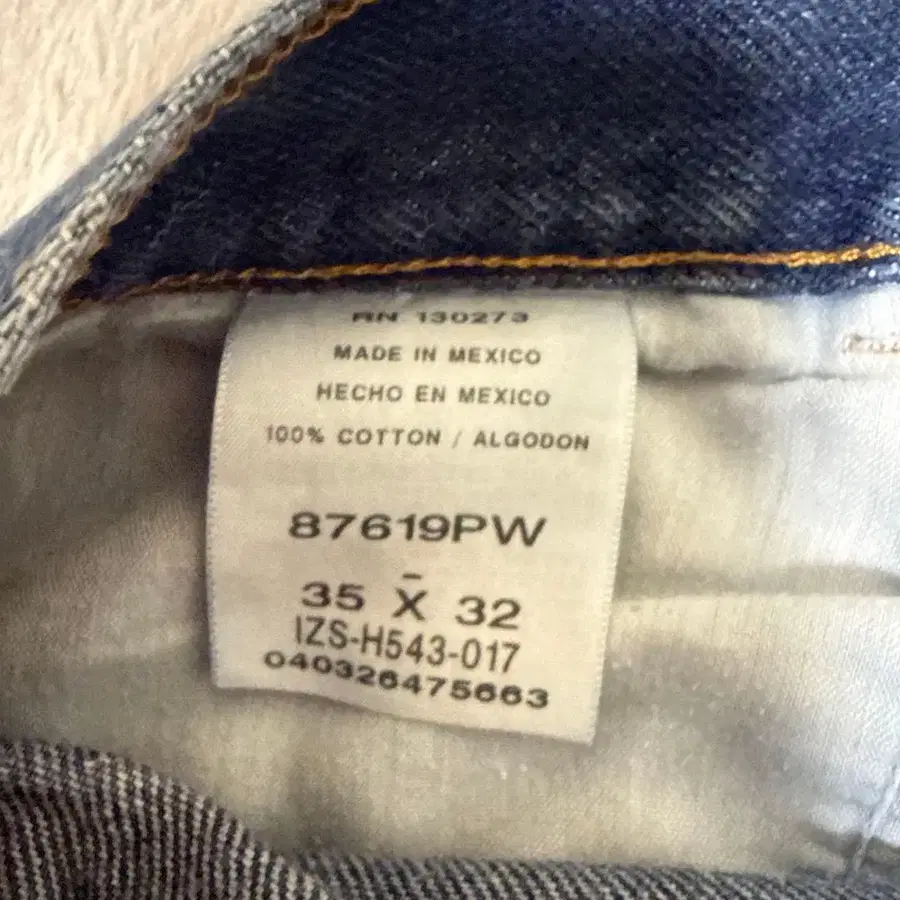 RN 130273
MADE IN MEXICO
HECHO EN MEXICO
100% COTTON / ALGODON
87619PW
35 X 32
IZS-H543-017
040326475663